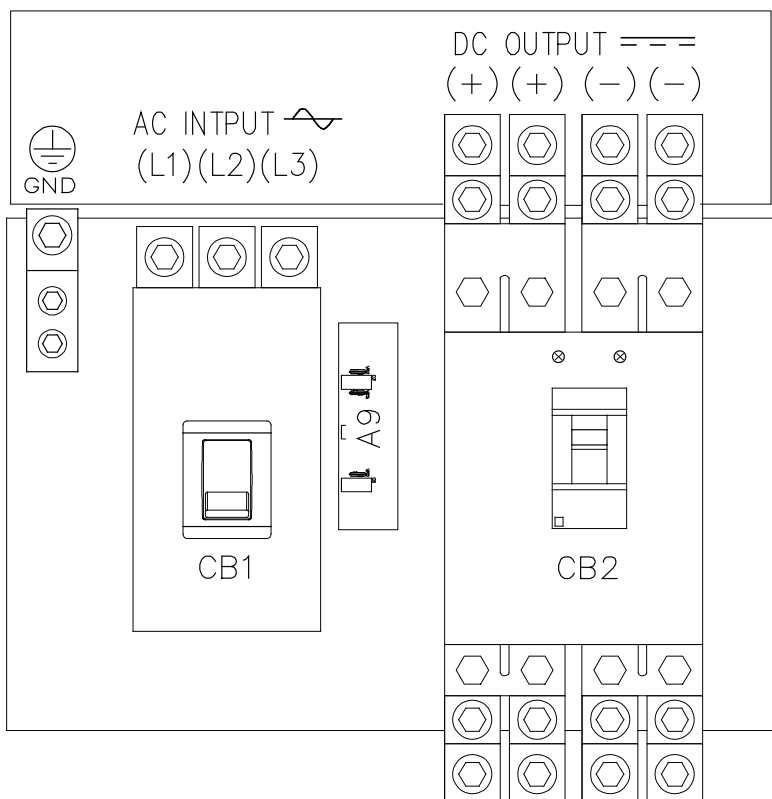 DC OUTPUT
(+) (+) (−) (−)
AC INTPUT
(L1)(L2)(L3)
GND
A9
CB1
CB2